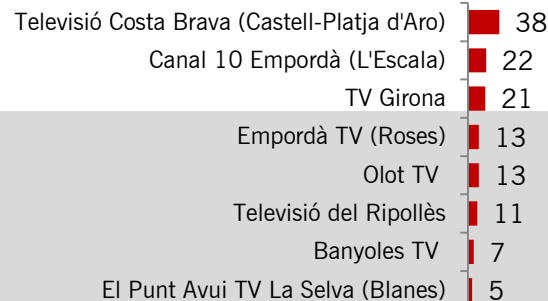 Televisió Costa Brava (Castell-Platja d'Aro) 38
Canal 10 Empordà (L'Escala) 22
TV Girona 21
Empordà TV (Roses) 13
Olot TV 13
Televisió del Ripollès 11
Banyoles TV 7
El Punt Avui TV La Selva (Blanes) 5